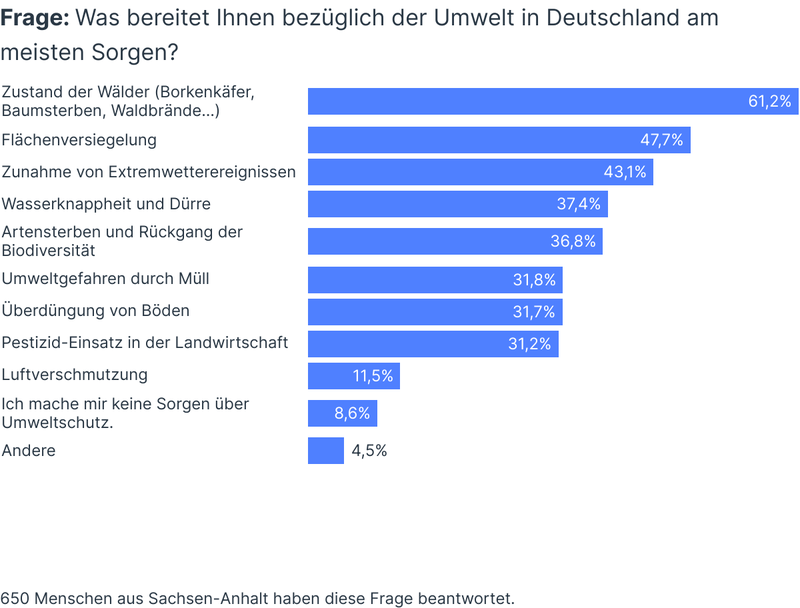 Frage: Was bereitet Ihnen bezüglich der Umwelt in Deutschland am
meisten Sorgen?
Zustand der Wälder (Borkenkäfer,
Baumsterben, Waldbrände...)
61,2%
Flächenversiegelung
47,7%
Zunahme von Extremwetterereignissen
43,1%
Wasserknappheit und Dürre
37,4%
Artensterben und Rückgang der
Biodiversität
36,8%
Umweltgefahren durch Müll
31,8%
Überdüngung von Böden
31,7%
Pestizid-Einsatz in der Landwirtschaft
31,2%
Luftverschmutzung
11,5%
Ich mache mir keine Sorgen über
Umweltschutz.
8,6%
Andere
4,5%
650 Menschen aus Sachsen-Anhalt haben diese Frage beantwortet.